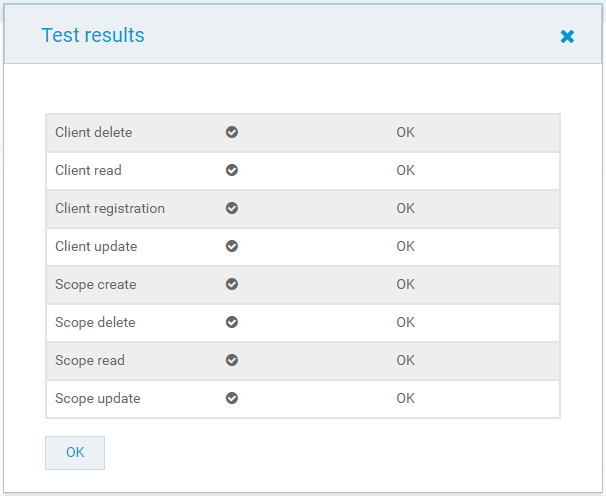 Test results
Client delete OK
Client read OK
Client registration OK
Client update OK
Scope create OK
Scope delete OK
Scope read OK
Scope update OK
OK